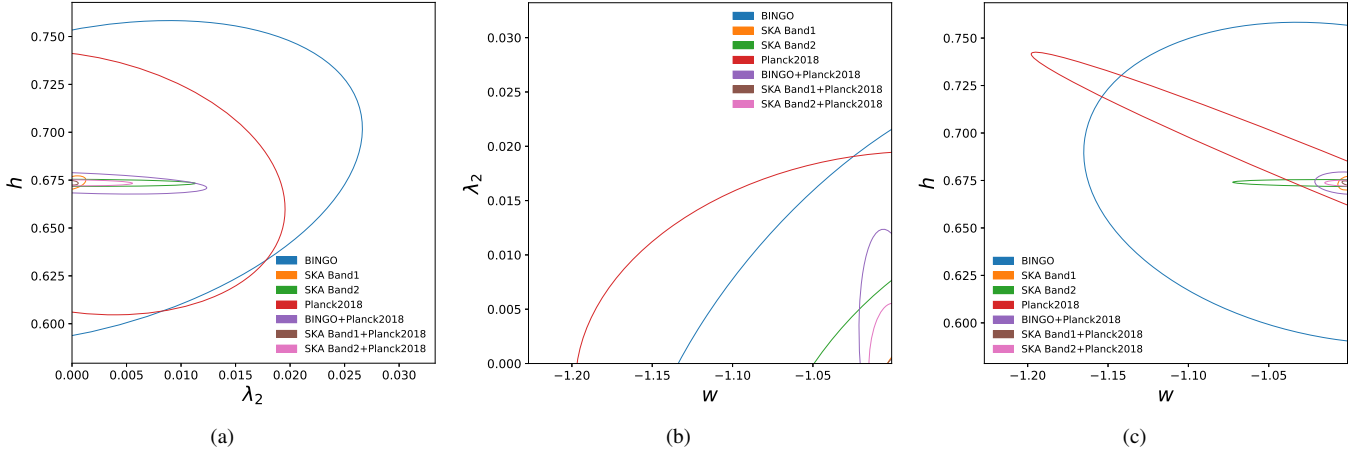 0.750
0.725
0.700
0.675
0.650
0.625
0.600
h
BINGO
SKA Band1
SKA Band2
Planck2018
BINGO+Planck2018
SKA Band1+Planck2018
SKA Band2+Planck2018
0.000 0.005 0.010 0.015 0.020 0.025 0.030
λ₂
(a)
0.030
0.025
0.020
0.015
0.010
0.005
0.000
λ₂
BINGO
SKA Band1
SKA Band2
Planck2018
BINGO+Planck2018
SKA Band1+Planck2018
SKA Band2+Planck2018
−1.20 −1.15 −1.10 −1.05
w
(b)
0.750
0.725
0.700
0.675
0.650
0.625
0.600
h
BINGO
SKA Band1
SKA Band2
Planck2018
BINGO+Planck2018
SKA Band1+Planck2018
SKA Band2+Planck2018
−1.20 −1.15 −1.10 −1.05
w
(c)